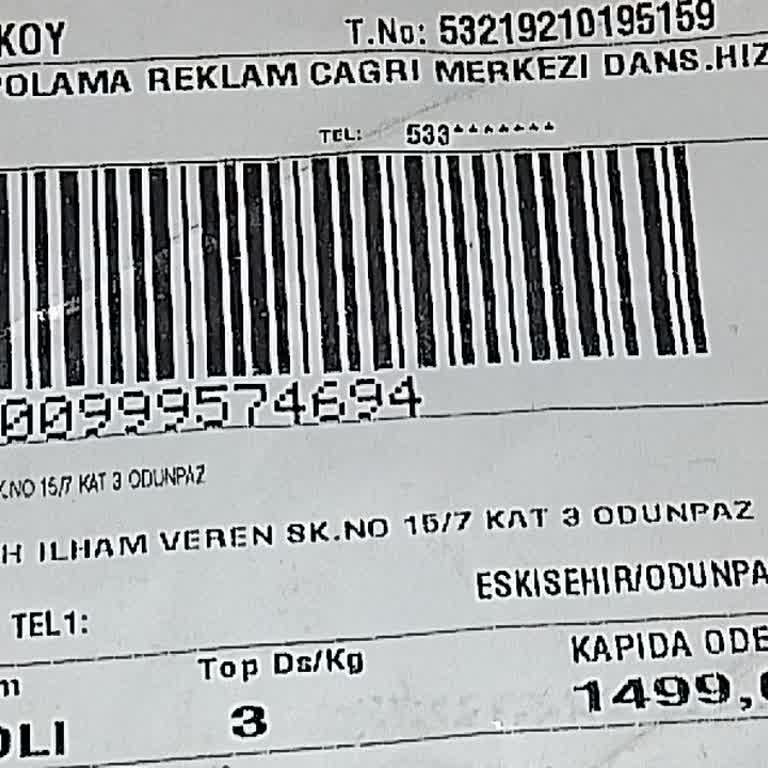 KOY T.No: 53219210195159
POLAMA REKLAM CAGRI MERKEZI DANS.HIZ
TEL: 533*******
00999574694
K.NO 15/7 KAT 3 ODUNPAZ
H ILHAM VEREN SK.NO 15/7 KAT 3 ODUNPAZ
ESKISEHIR/ODUNPA
TEL1:
m Top Ds/Kg KAPIDA ODE
OLI 3 1499,0